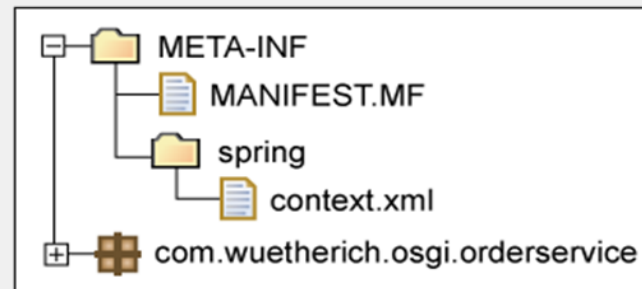 META-INF
MANIFEST.MF
spring
context.xml
com.wuetherich.osgi.orderservice